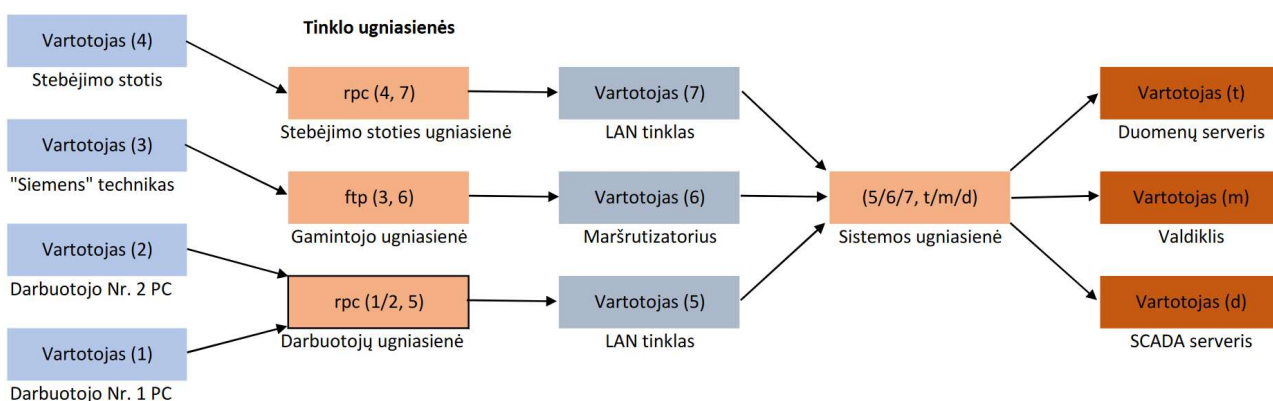 Tinklo ugniasienės
Vartotojas (4)
Stebėjimo stotis
Vartotojas (3)
"Siemens" technikas
Vartotojas (2)
Darbuotojo Nr. 2 PC
Vartotojas (1)
Darbuotojo Nr. 1 PC
rpc (4, 7)
Stebėjimo stoties ugniasienė
ftp (3, 6)
Gamintojo ugniasienė
rpc (1/2, 5)
Darbuotojų ugniasienė
Vartotojas (7)
LAN tinklas
Vartotojas (6)
Maršrutizatorius
Vartotojas (5)
LAN tinklas
(5/6/7, t/m/d)
Sistemos ugniasienė
Vartotojas (t)
Duomenų serveris
Vartotojas (m)
Valdiklis
Vartotojas (d)
SCADA serveris